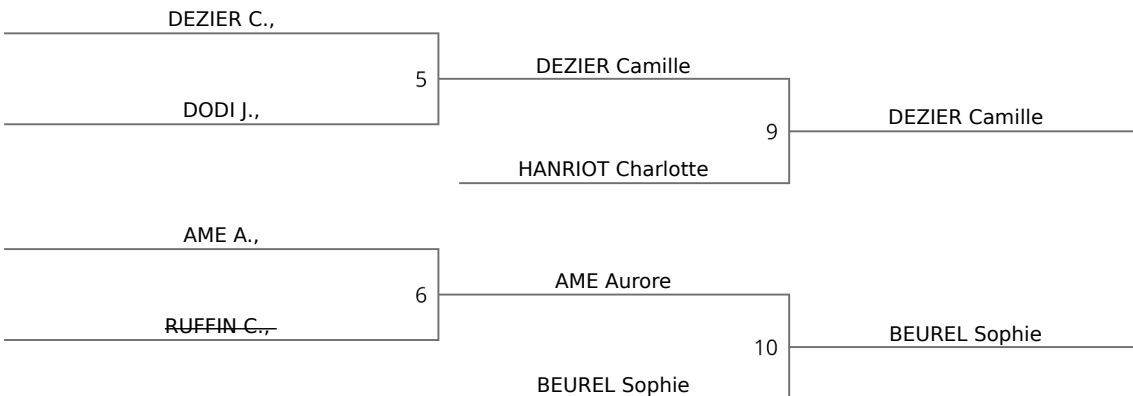 DEZIER C.,
5
DEZIER Camille
DODI J.,
9
DEZIER Camille
HANRIOT Charlotte
AME A.,
6
AME Aurore
RUFFIN C.,
10
BEUREL Sophie
BEUREL Sophie